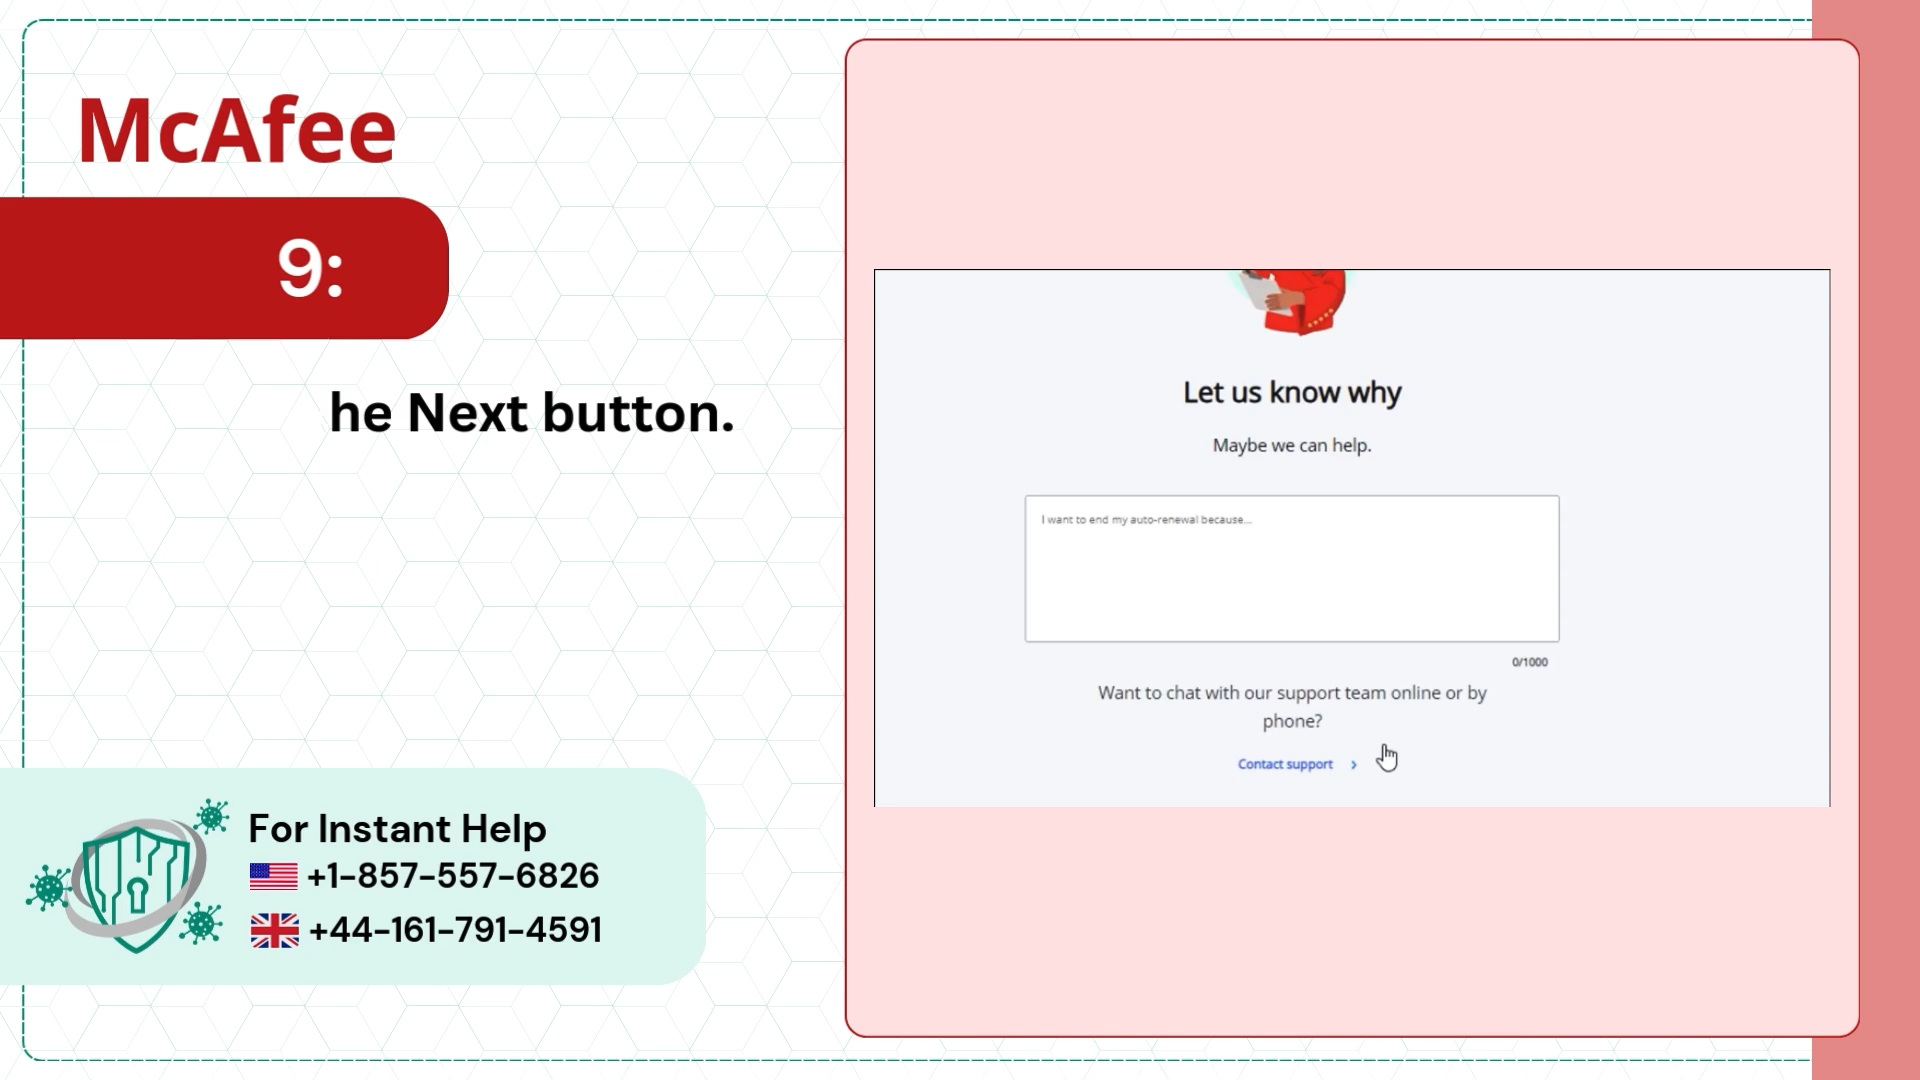 McAfee
9:
he Next button.
For Instant Help
+1-857-557-6826
+44-161-791-4591
Let us know why
Maybe we can help.
I want to end my auto-renewal because...
0/1000
Want to chat with our support team online or by
phone?
Contact support >